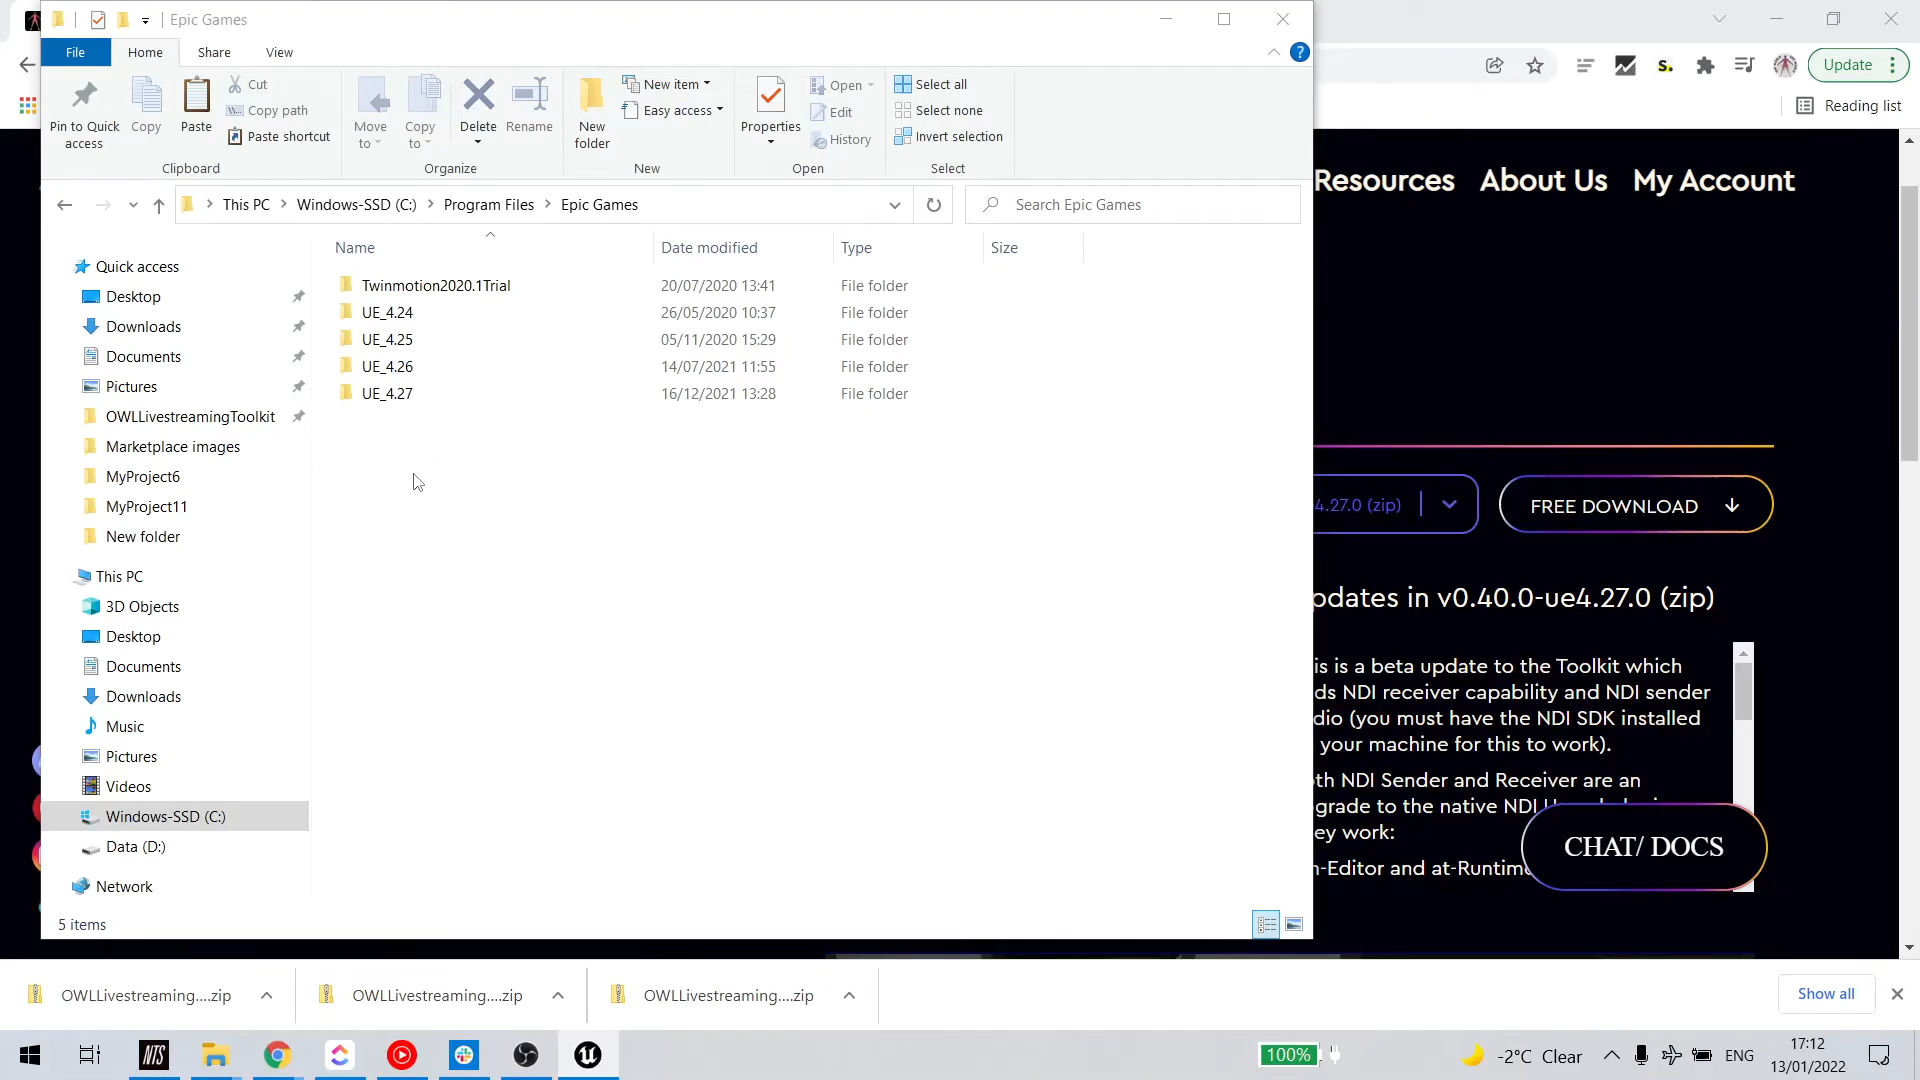 Epic Games
File
Home
Share
View
Update
Reading list
Pin to Quick access
Copy
Paste
Cut
Copy path
Paste shortcut
Move to
Copy to
Delete
Rename
New folder
New item
Easy access
Properties
Open
Edit
History
Select all
Select none
Invert selection
Clipboard
Organize
New
Open
Select
This PC
Windows-SSD (C:)
Program Files
Epic Games
Search Epic Games
Name
Date modified
Type
Size
Twinmotion2020.1Trial 20/07/2020 13:41 File folder
UE_4.24 26/05/2020 10:37 File folder
UE_4.25 05/11/2020 15:29 File folder
UE_4.26 14/07/2021 11:55 File folder
UE_4.27 16/12/2021 13:28 File folder
Quick access
Desktop
Downloads
Documents
Pictures
OWLLivestreamingToolkit
Marketplace images
MyProject6
MyProject11
New folder
This PC
3D Objects
Desktop
Documents
Downloads
Music
Pictures
Videos
Windows-SSD (C:)
Data (D:)
Network
5 items
Resources
About Us
My Account
4.27.0 (zip)
FREE DOWNLOAD
pdates in v0.40.0-ue4.27.0 (zip)
is is a beta update to the Toolkit which
ds NDI receiver capability and NDI sender
dio (you must have the NDI SDK installed
your machine for this to work).
th NDI Sender and Receiver are an
grade to the native NDI
ey work:
n-Editor and at-Runtime
CHAT/ DOCS
OWLLivestreaming....zip
OWLLivestreaming....zip
OWLLivestreaming....zip
Show all
NTS
100%
-2°C Clear
ENG
17:12
13/01/2022